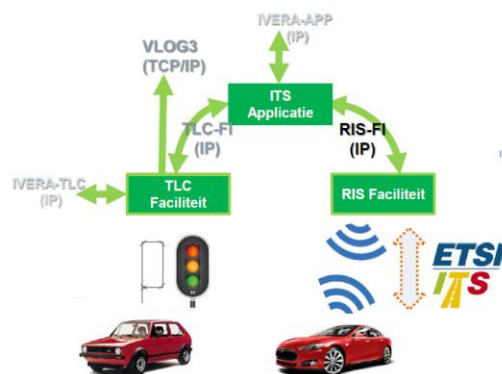 IVERA-APP
(IP)
VLOG3
(TCP/IP)
ITS
Applicatie
TLC-FI
(IP)
RIS-FI
(IP)
IVERA-TLC
(IP)
TLC
Faciliteit
RIS Faciliteit
ETSI
ITS